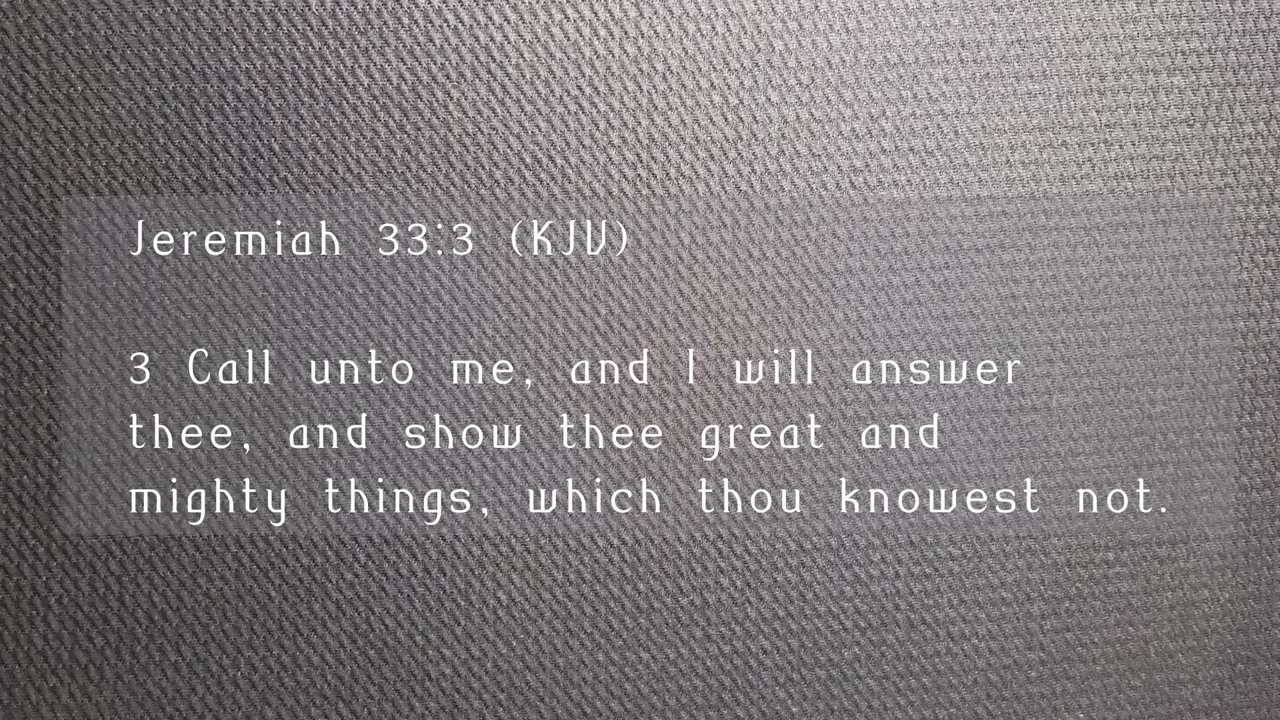 Jeremiah 33:3 (KJV)
3 Call unto me, and I will answer
thee, and show thee great and
mighty things, which thou knowest not.